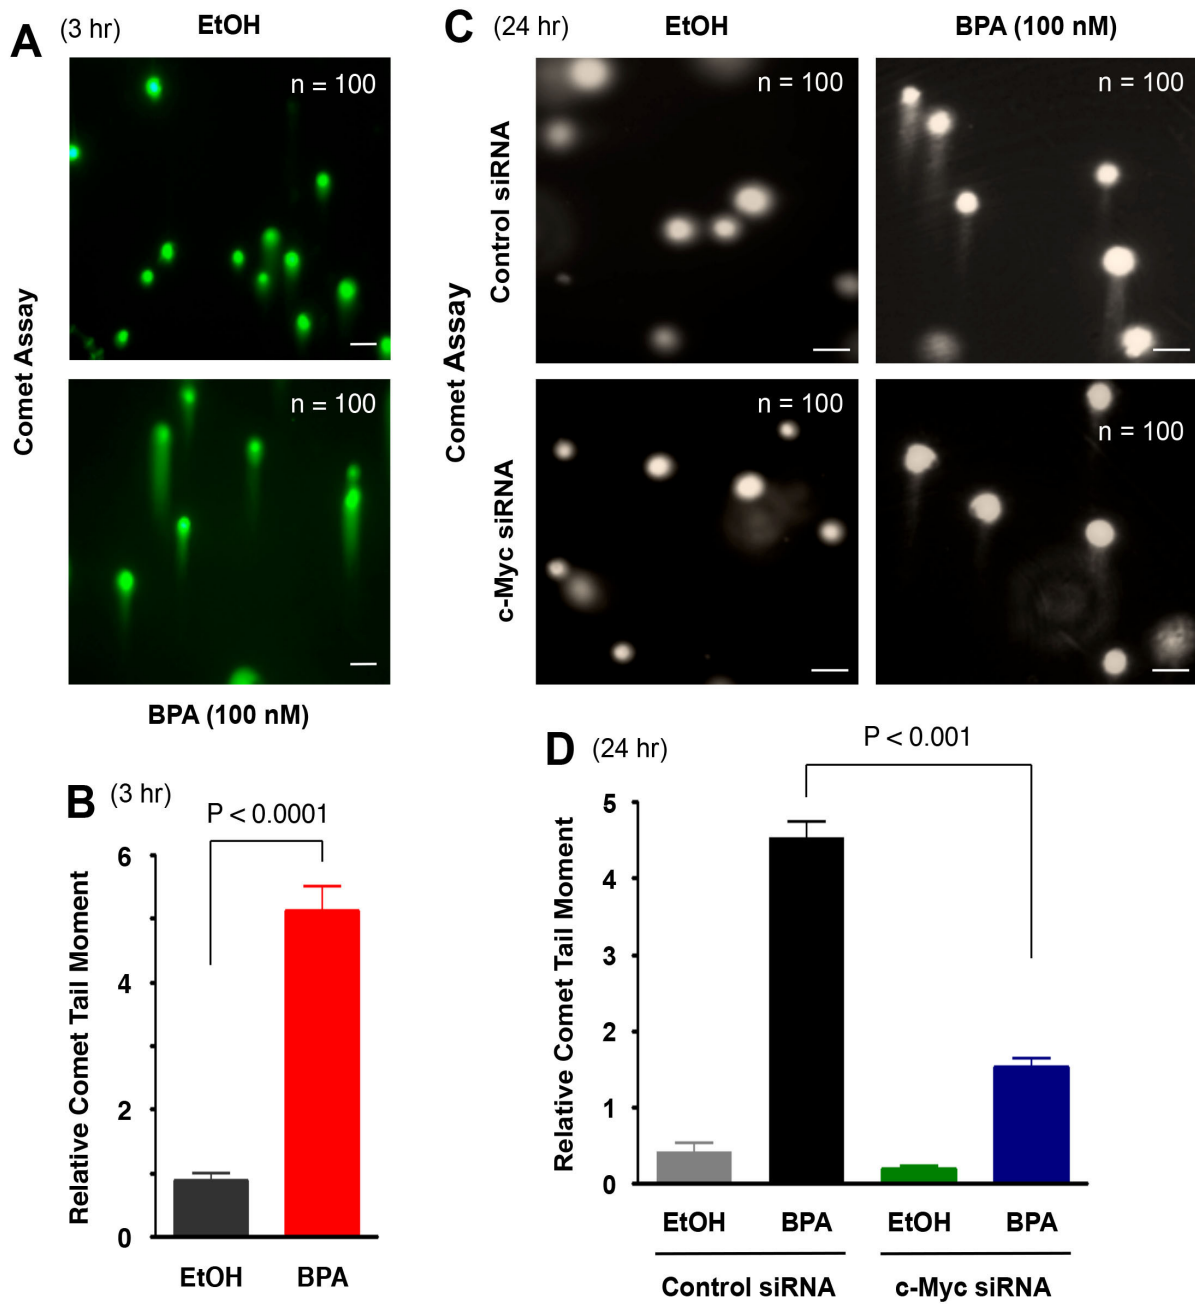 A (3 hr) EtOH
n = 100
Comet Assay
n = 100
BPA (100 nM)
B (3 hr)
P < 0.0001
Relative Comet Tail Moment
6
4
2
0
EtOH BPA
C (24 hr) EtOH BPA (100 nM)
Comet Assay
Control siRNA
n = 100 n = 100
c-Myc siRNA
n = 100 n = 100
D (24 hr)
P < 0.001
Relative Comet Tail Moment
5
4
3
2
1
0
EtOH BPA EtOH BPA
Control siRNA c-Myc siRNA